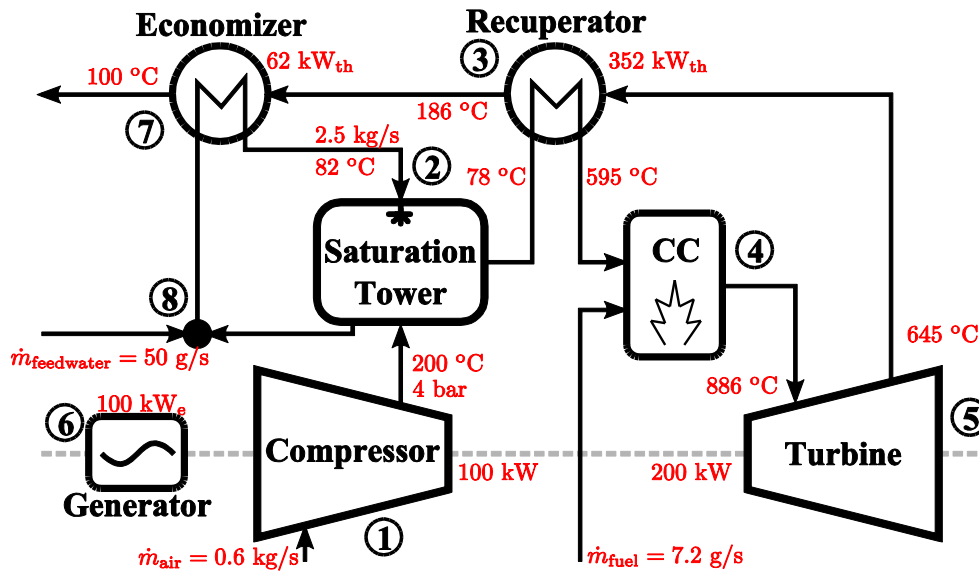 Economizer
Recuperator
③
62 kWth
352 kWth
100 °C
186 °C
⑦
2.5 kg/s
82 °C
②
78 °C
595 °C
Saturation
Tower
CC
④
⑧
ṁfeedwater = 50 g/s
200 °C
4 bar
645 °C
886 °C
100 kWe
⑥
⑤
Compressor
100 kW
200 kW
Turbine
Generator
①
ṁair = 0.6 kg/s
ṁfuel = 7.2 g/s